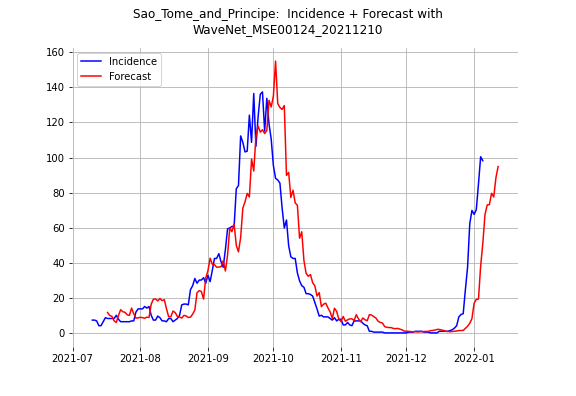 Sao_Tome_and_Principe:  Incidence + Forecast with
WaveNet_MSE00124_20211210
Incidence
Forecast
160
140
120
100
80
60
40
20
0
2021-07 2021-08 2021-09 2021-10 2021-11 2021-12 2022-01